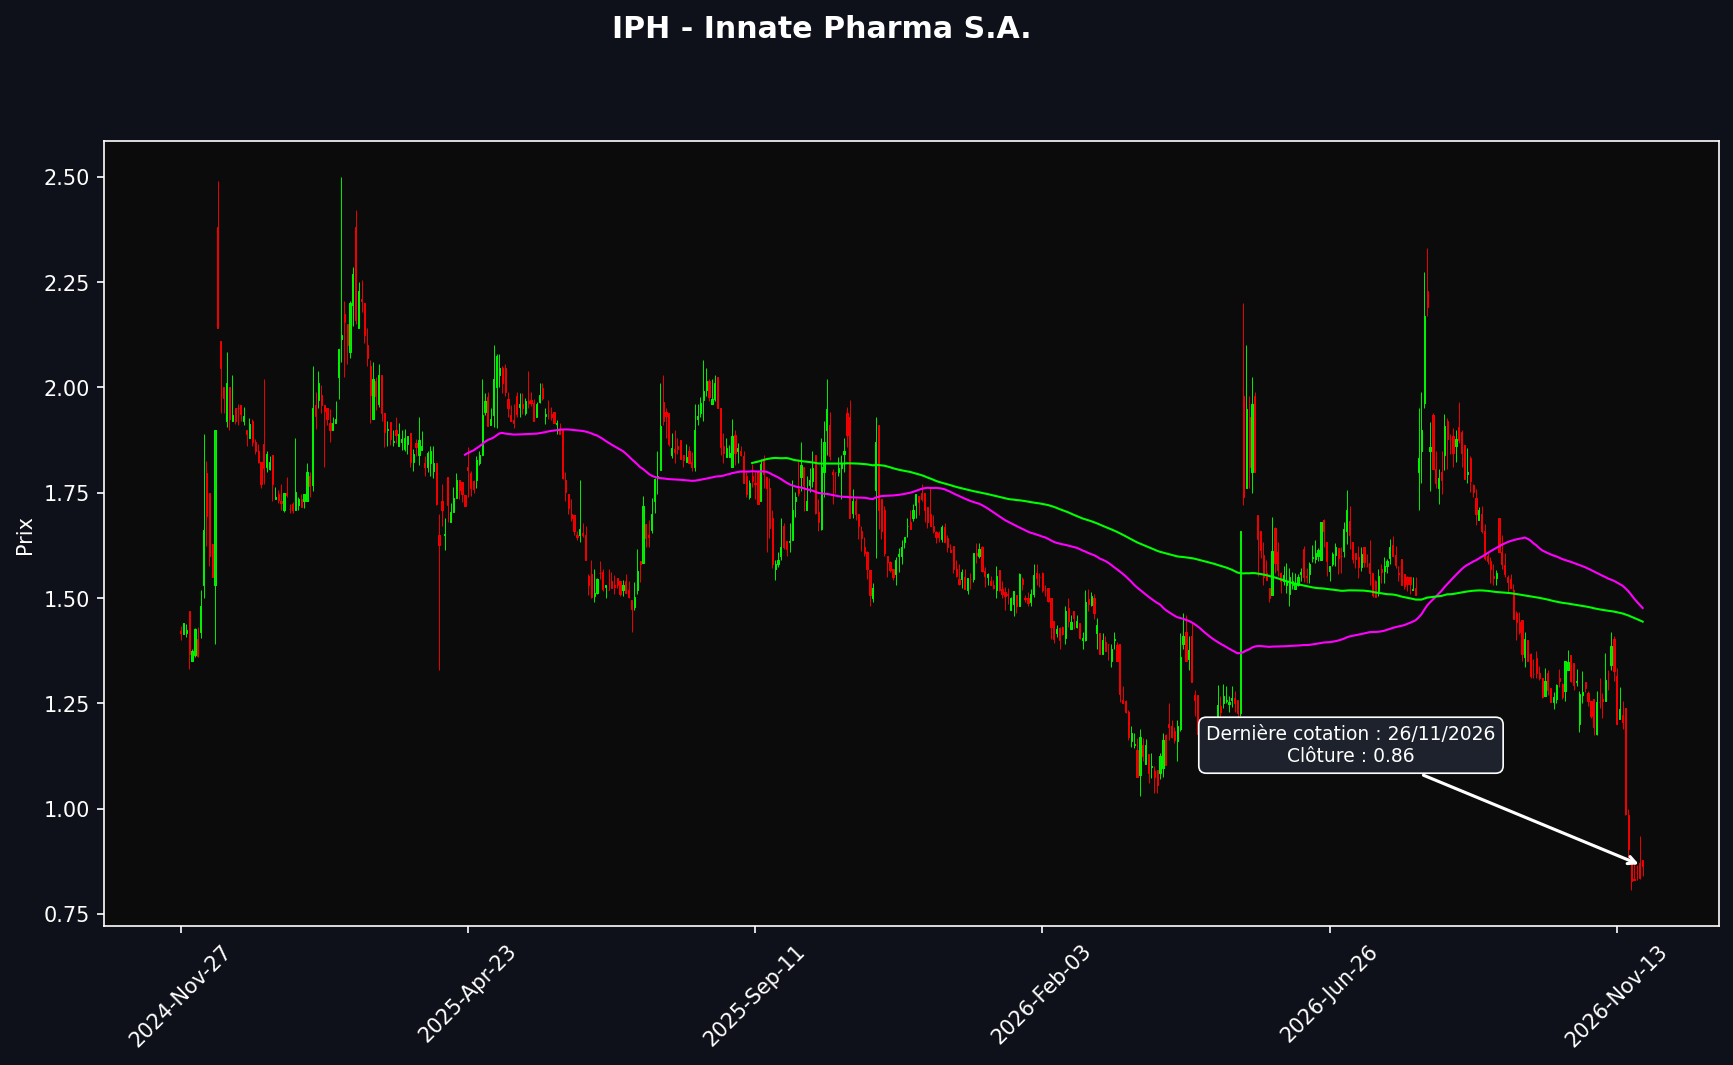 IPH - Innate Pharma S.A.
Prix
2.50
2.25
2.00
1.75
1.50
1.25
1.00
0.75
Dernière cotation : 26/11/2026
Clôture : 0.86
2024-Nov-27
2025-Apr-23
2025-Sep-11
2026-Feb-03
2026-Jun-26
2026-Nov-13